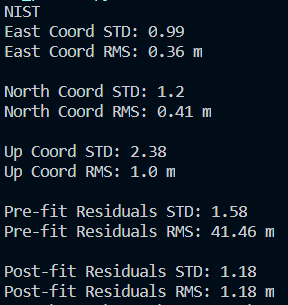 NIST
East Coord STD: 0.99
East Coord RMS: 0.36 m
North Coord STD: 1.2
North Coord RMS: 0.41 m
Up Coord STD: 2.38
Up Coord RMS: 1.0 m
Pre-fit Residuals STD: 1.58
Pre-fit Residuals RMS: 41.46 m
Post-fit Residuals STD: 1.18
Post-fit Residuals RMS: 1.18 m